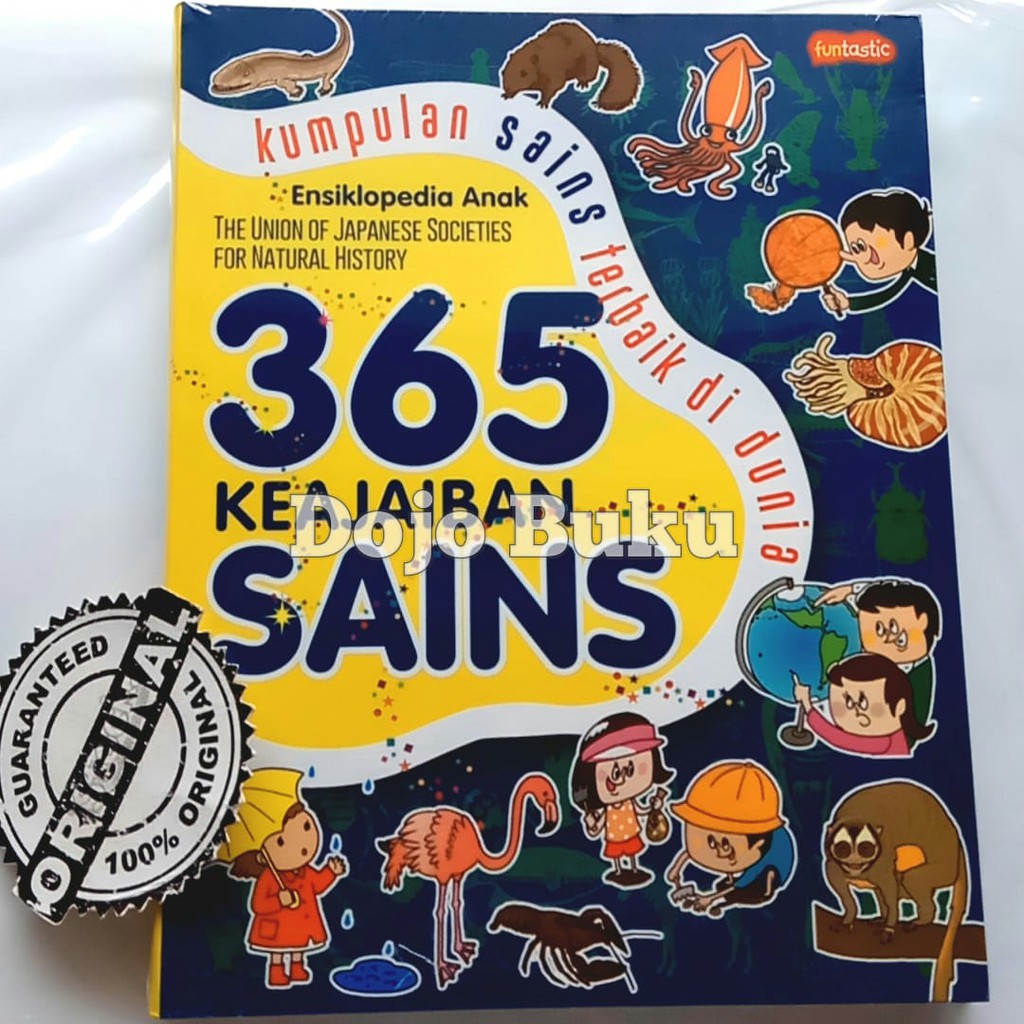 funtastic
kumpulan sains terbaik di dunia
Ensiklopedia Anak
THE UNION OF JAPANESE SOCIETIES
FOR NATURAL HISTORY
365
KEAJAIBAN
Dojo Buku
SAINS
GUARANTEED
ORIGINAL
100% ORIGINAL